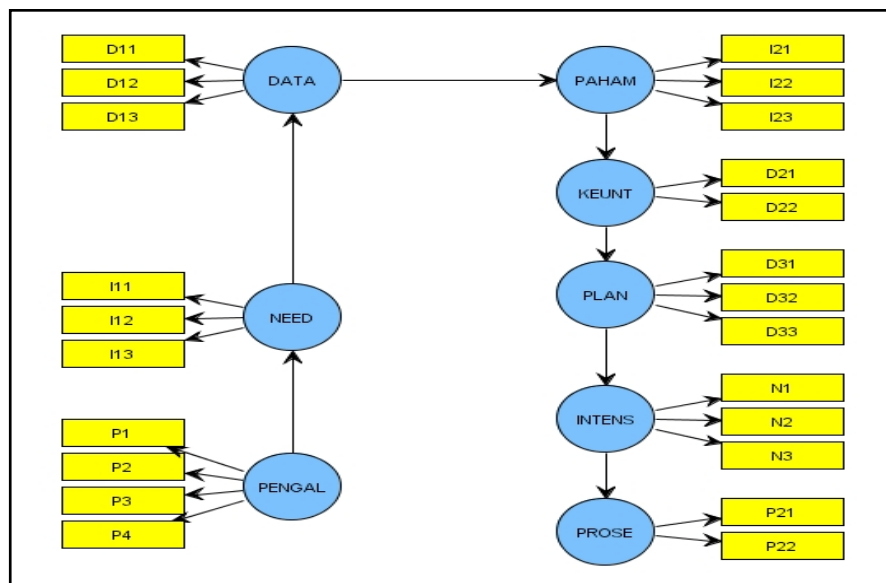 D11
D12
D13
DATA
PAHAM
I21
I22
I23
KEUNT
D21
D22
I11
I12
I13
NEED
PLAN
D31
D32
D33
P1
P2
P3
P4
PENGAL
INTENS
N1
N2
N3
PROSE
P21
P22